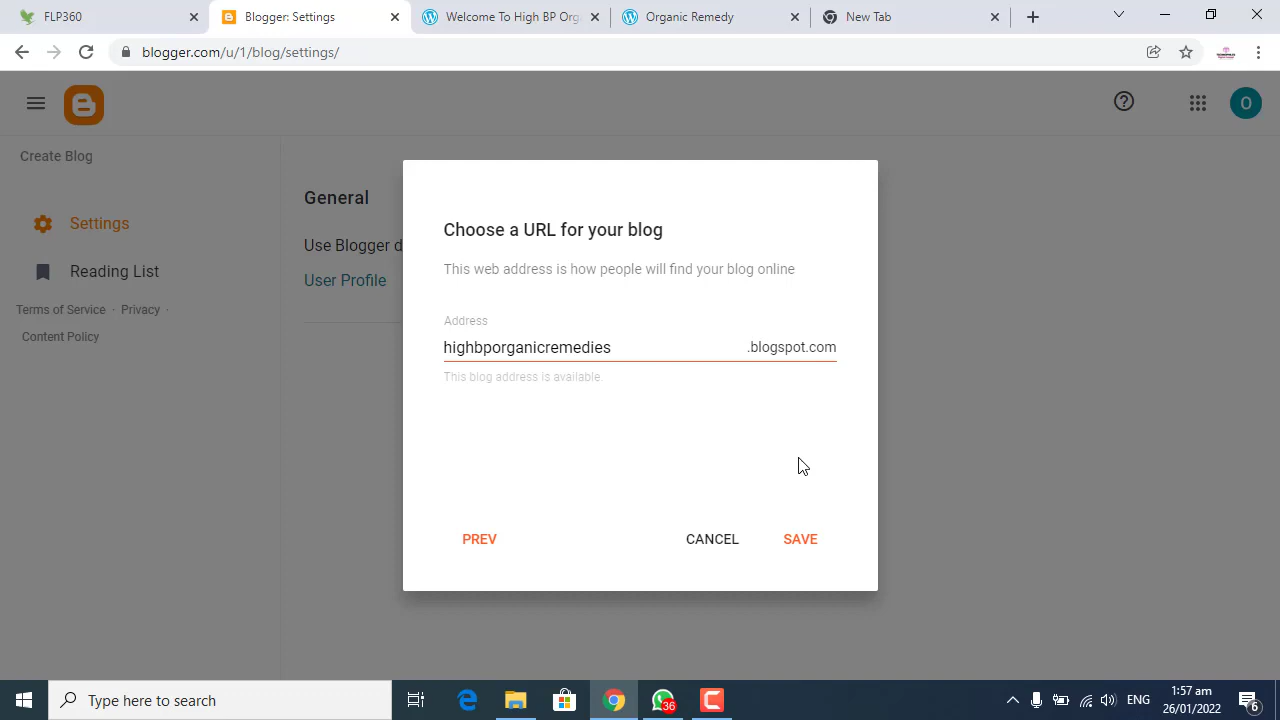 FLP360
Blogger: Settings
Welcome To High BP Org
Organic Remedy
New Tab
blogger.com/u/1/blog/settings/
O
Create Blog
Settings
Reading List
Terms of Service · Privacy ·
Content Policy
General
Use Blogger d
User Profile
Choose a URL for your blog
This web address is how people will find your blog online
Address
highbporganicremedies .blogspot.com
This blog address is available.
PREV CANCEL SAVE
Type here to search
36
ENG
1:57 am
26/01/2022
6